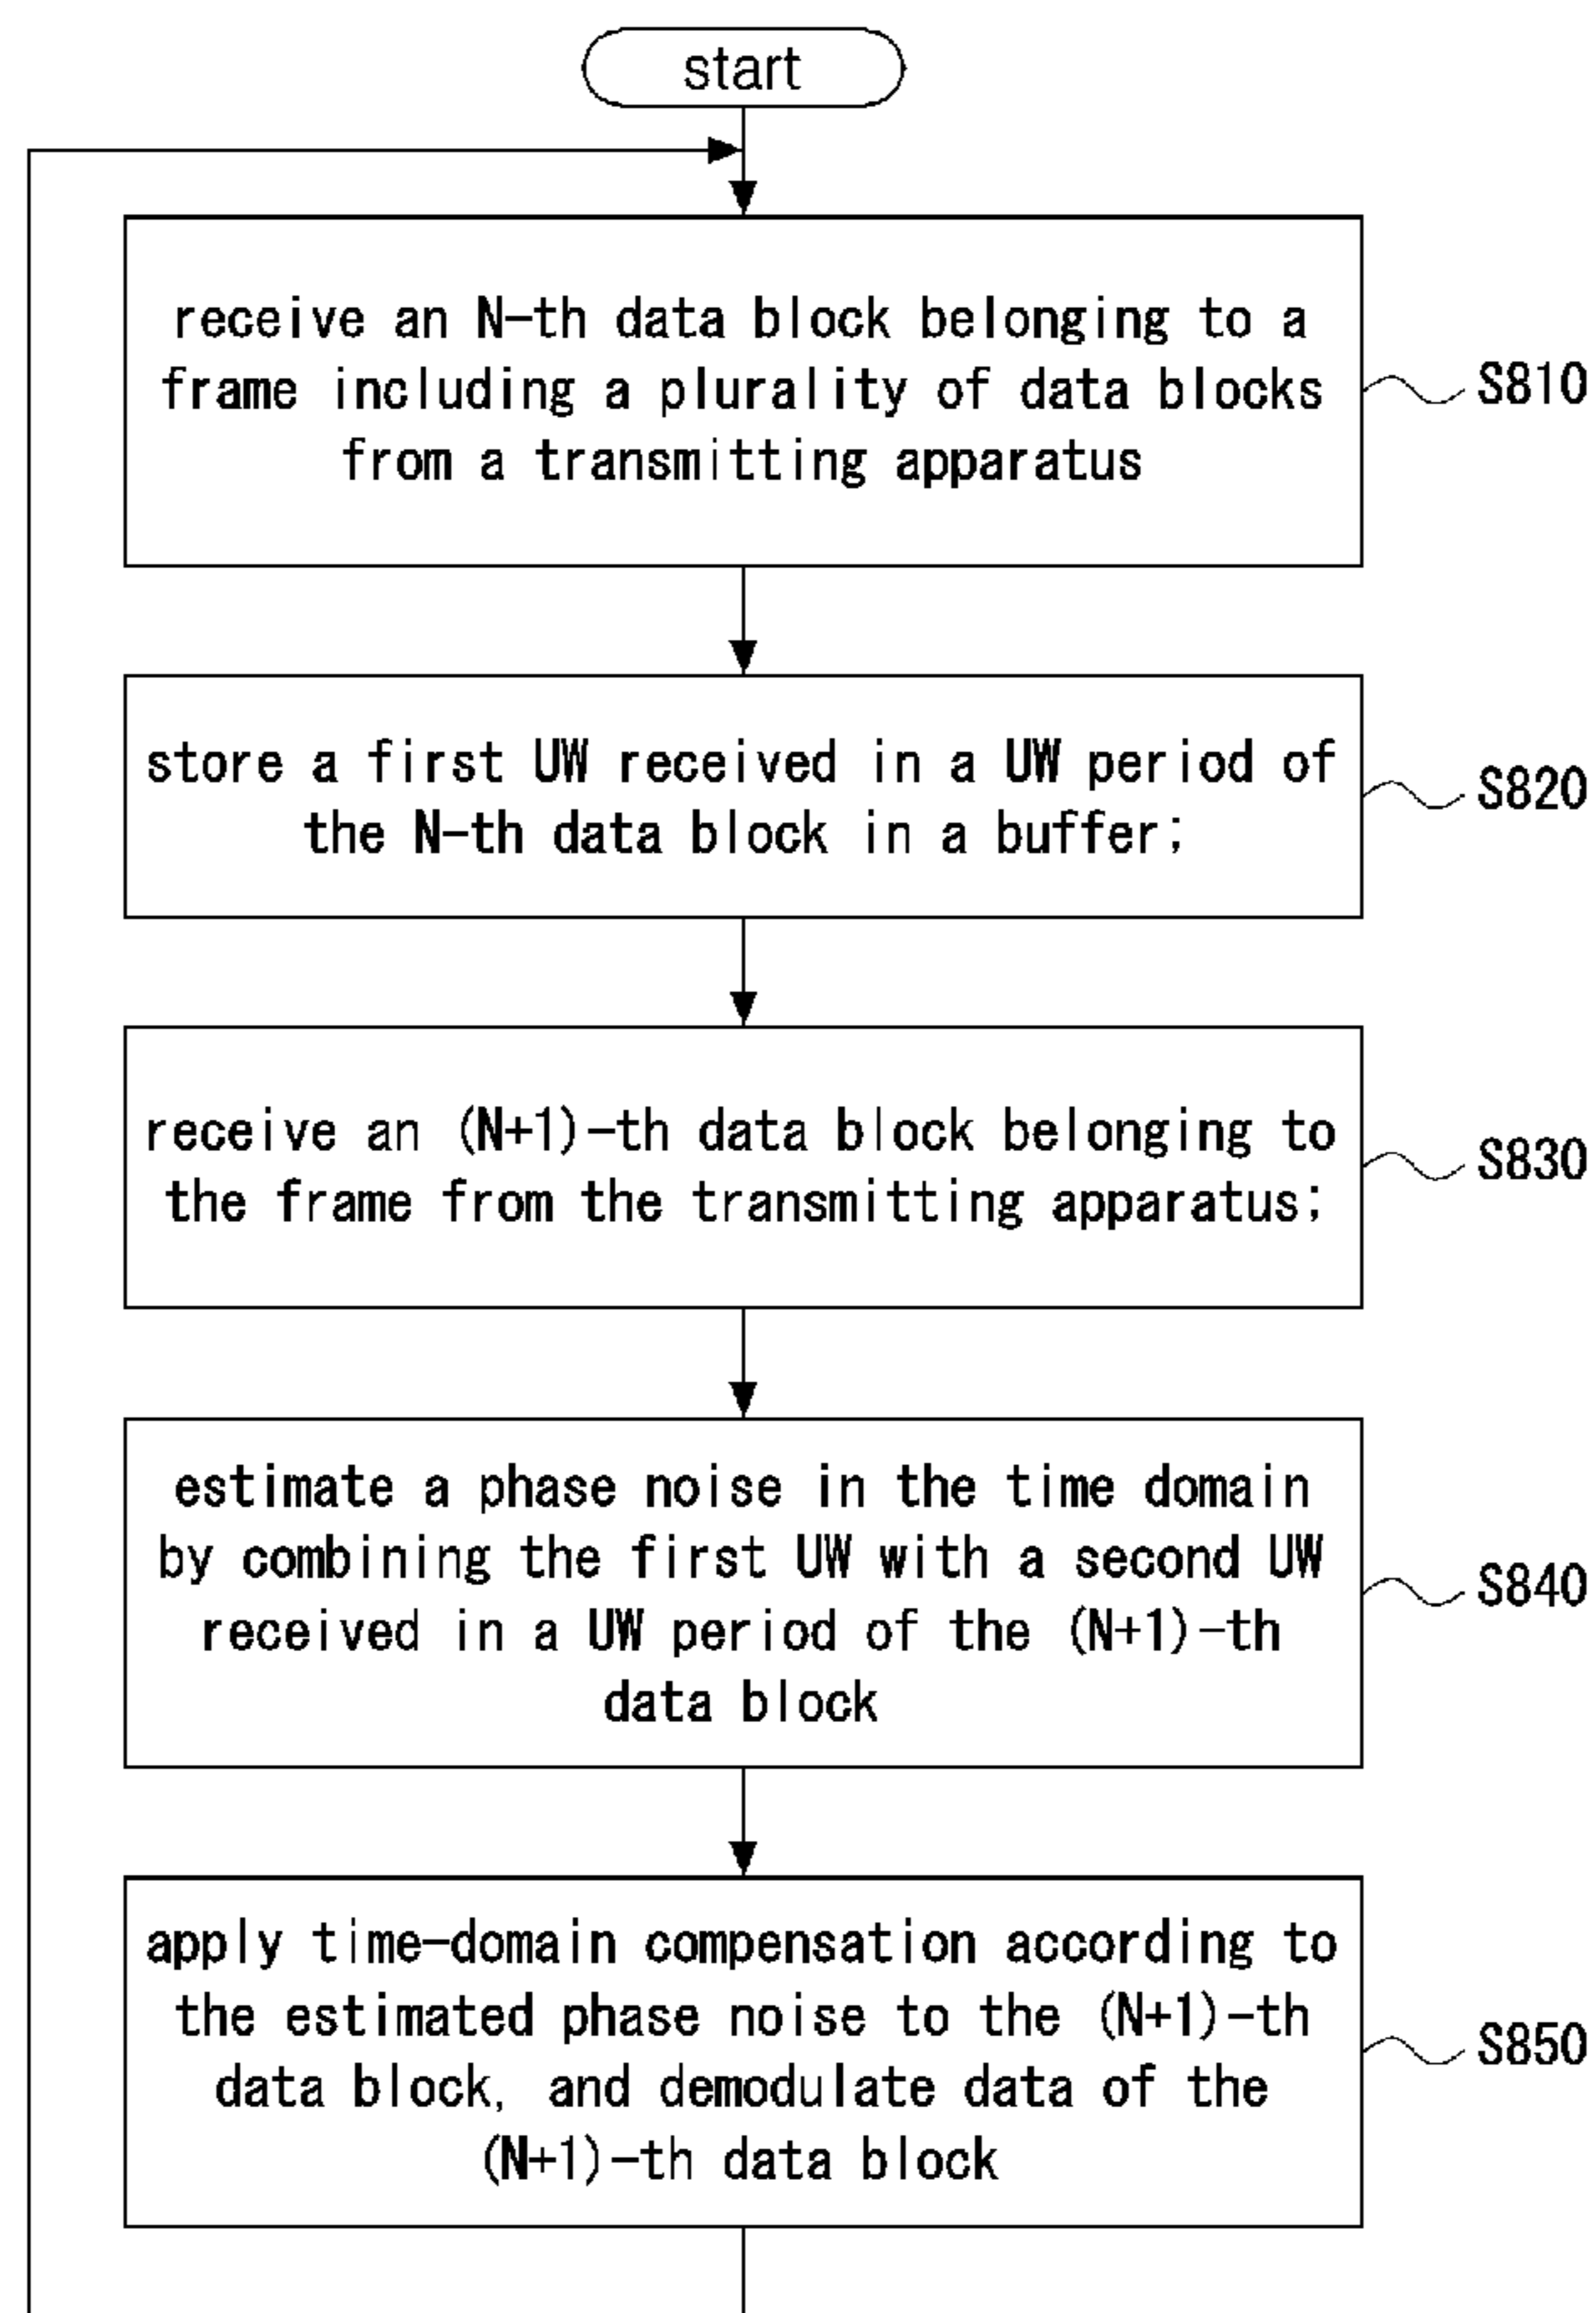 start
receive an N-th data block belonging to a
frame including a plurality of data blocks
from a transmitting apparatus
S810
store a first UW received in a UW period of
the N-th data block in a buffer;
S820
receive an (N+1)-th data block belonging to
the frame from the transmitting apparatus;
S830
estimate a phase noise in the time domain
by combining the first UW with a second UW
received in a UW period of the (N+1)-th
data block
S840
apply time-domain compensation according to
the estimated phase noise to the (N+1)-th
data block, and demodulate data of the
(N+1)-th data block
S850